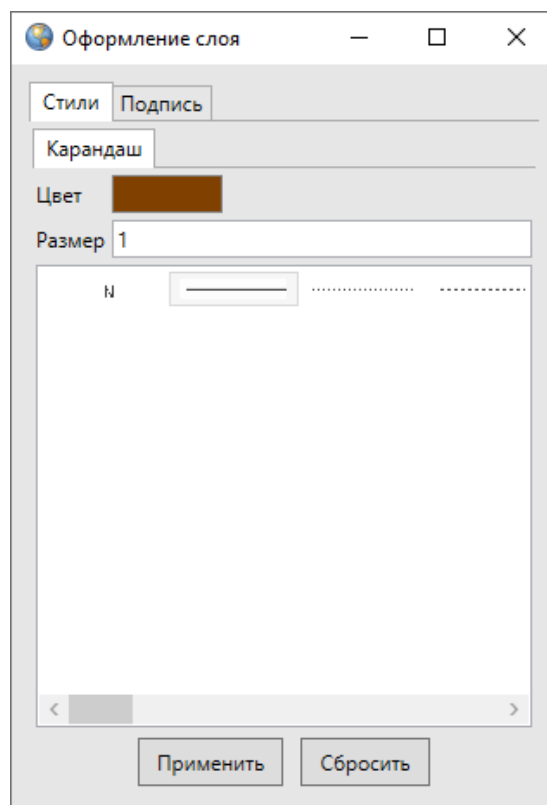 Оформление слоя
Стили Подпись
Карандаш
Цвет
Размер 1
N
Применить Сбросить